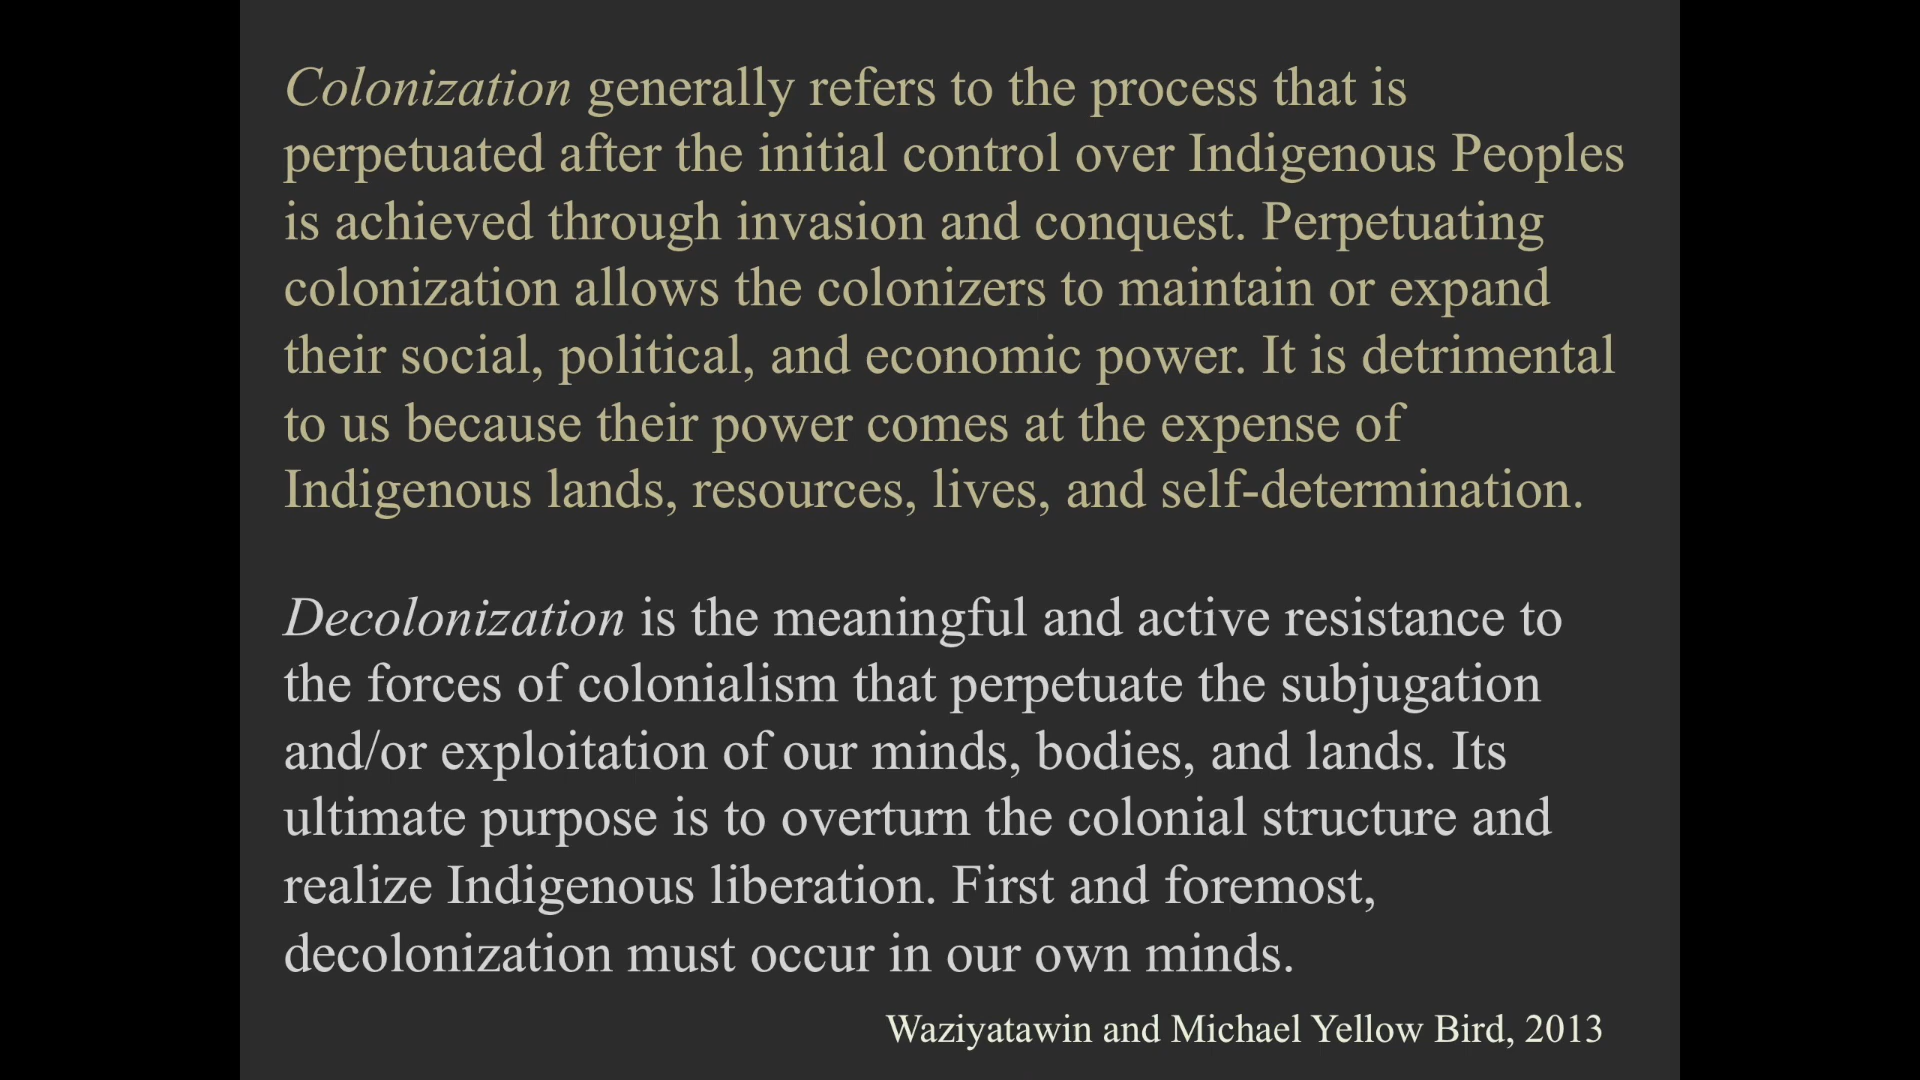 Colonization generally refers to the process that is
perpetuated after the initial control over Indigenous Peoples
is achieved through invasion and conquest. Perpetuating
colonization allows the colonizers to maintain or expand
their social, political, and economic power. It is detrimental
to us because their power comes at the expense of
Indigenous lands, resources, lives, and self-determination.
Decolonization is the meaningful and active resistance to
the forces of colonialism that perpetuate the subjugation
and/or exploitation of our minds, bodies, and lands. Its
ultimate purpose is to overturn the colonial structure and
realize Indigenous liberation. First and foremost,
decolonization must occur in our own minds.
Waziyatawin and Michael Yellow Bird, 2013